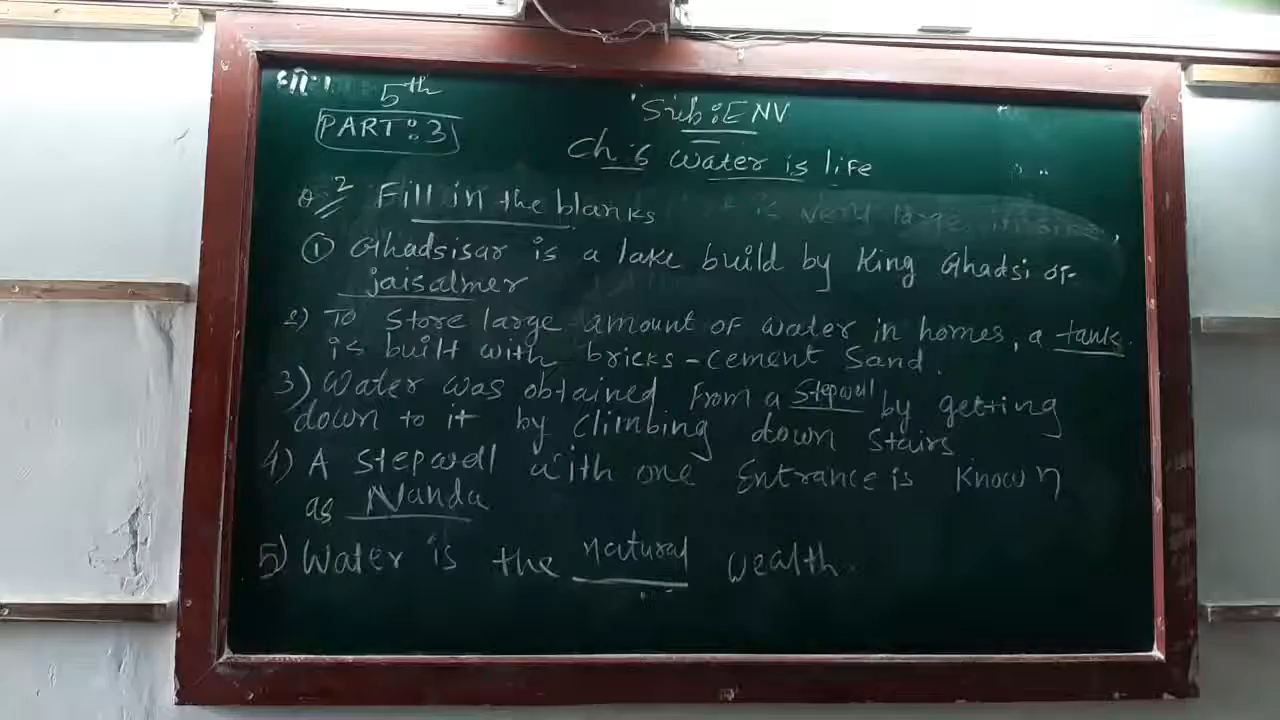 5th
PART:3
Sub:ENV
Ch 6 Water is life
Q 2 Fill in the blanks
① Ghadsisar is a lake build by King Ghadsi of
jaisalmer
2) To store large amount of water in homes, a tank
is built with bricks-cement Sand.
3) Water was obtained from a Stepwell by getting
down to it by climbing down stairs
4) A stepwell with one Entrance is known
as Nanda
5) Water is the natural wealth.